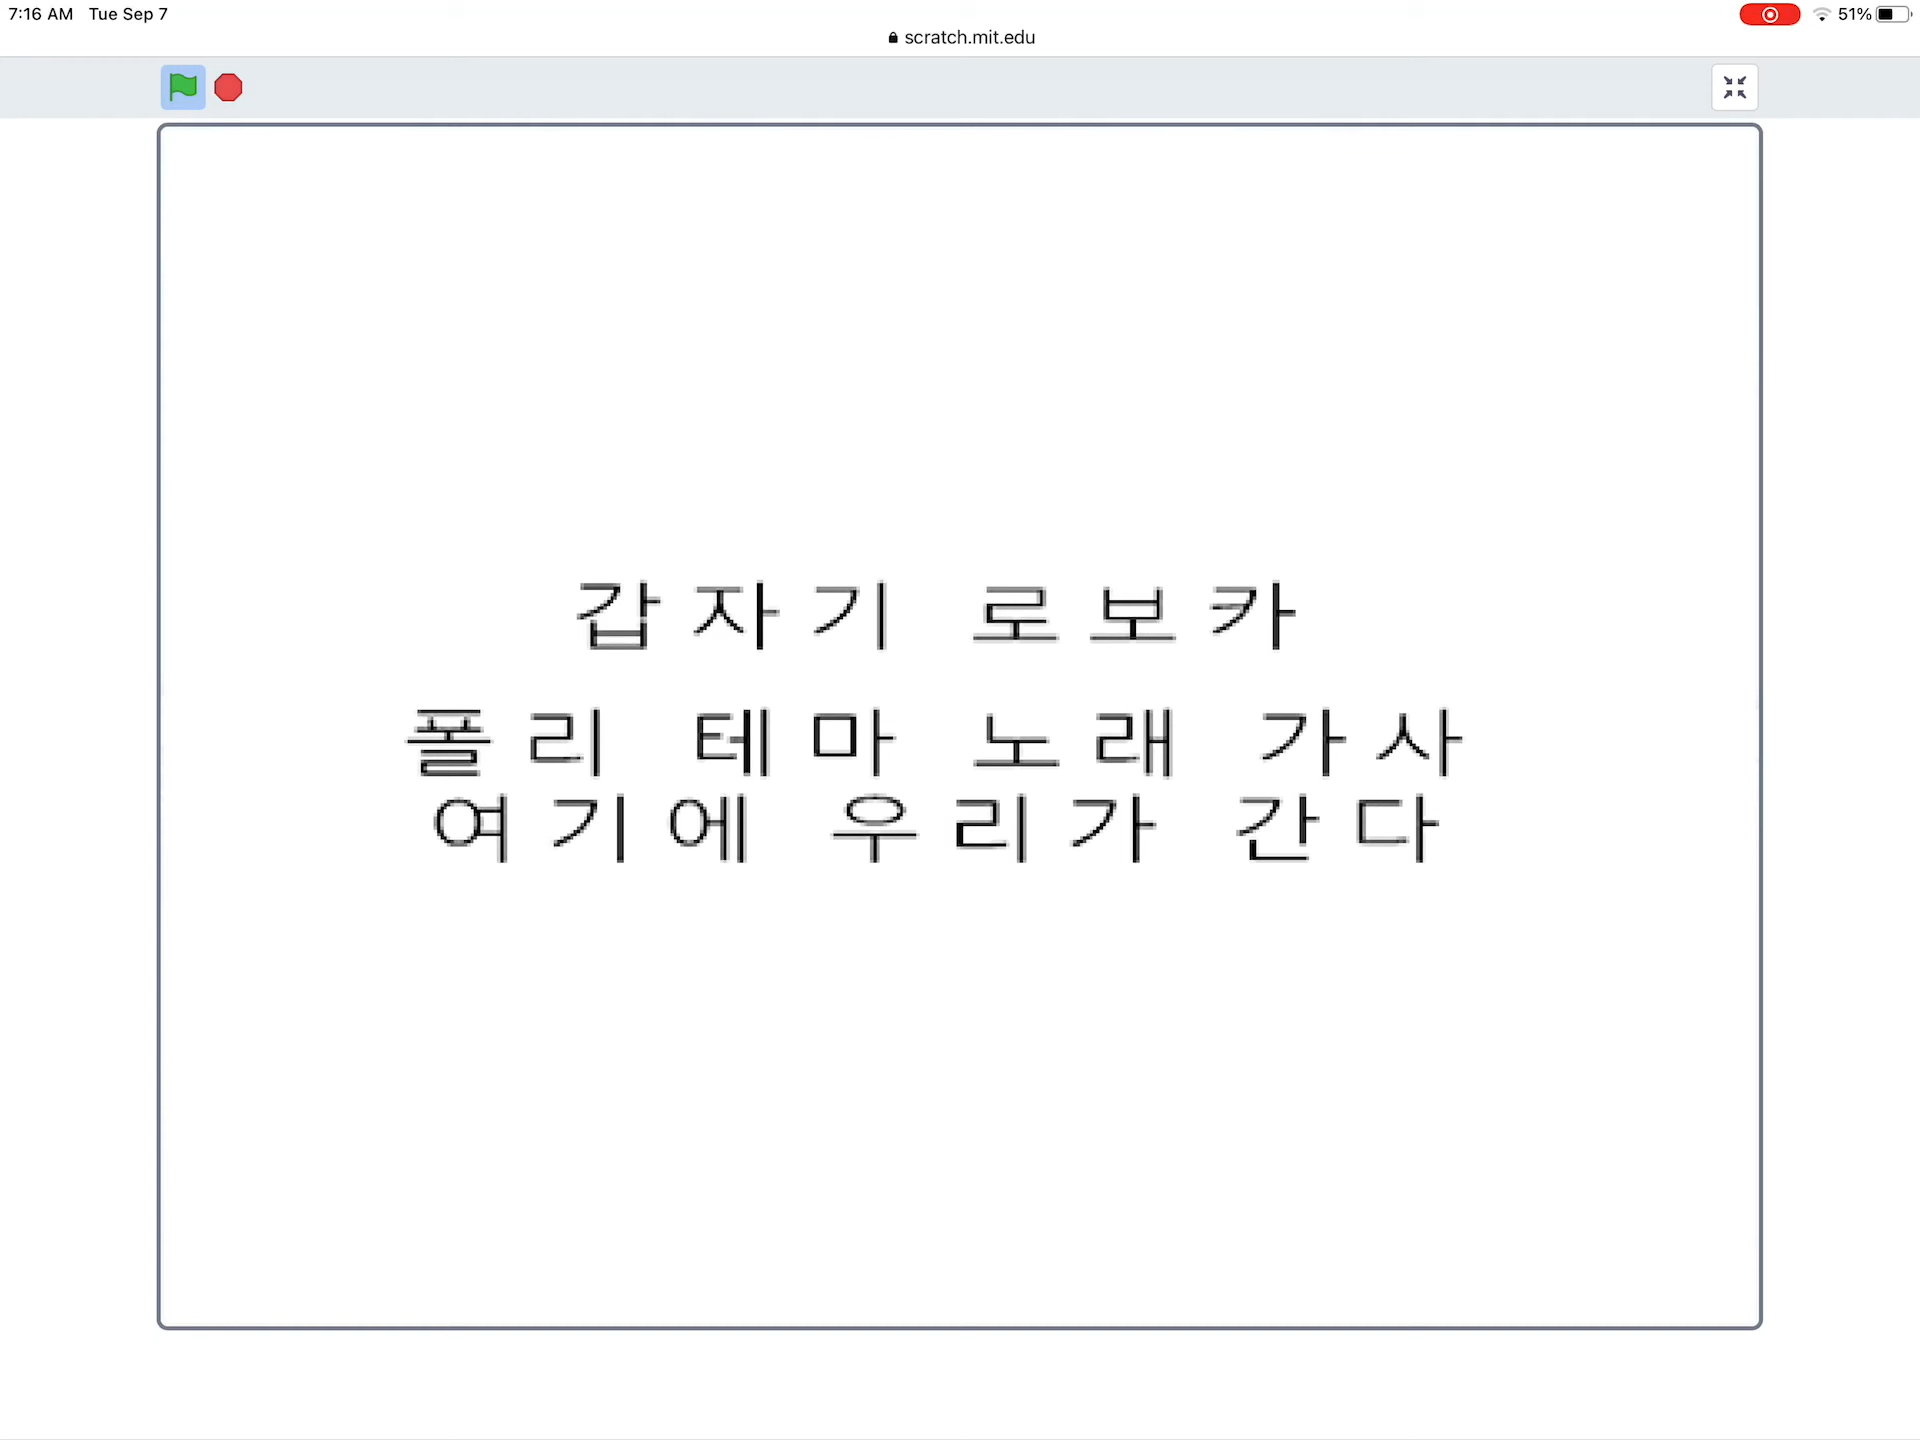 7:16 AM Tue Sep 7 51%
scratch.mit.edu
갑자기 로보카
폴리 테마 노래 가사
여기에 우리가 간다